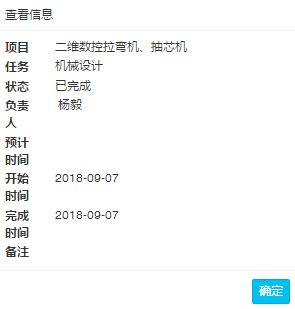 查看信息
项目 二维数控拉弯机、抽芯机
任务 机械设计
状态 已完成
负责 杨毅
人
预计
时间
开始 2018-09-07
时间
完成 2018-09-07
时间
备注
确定